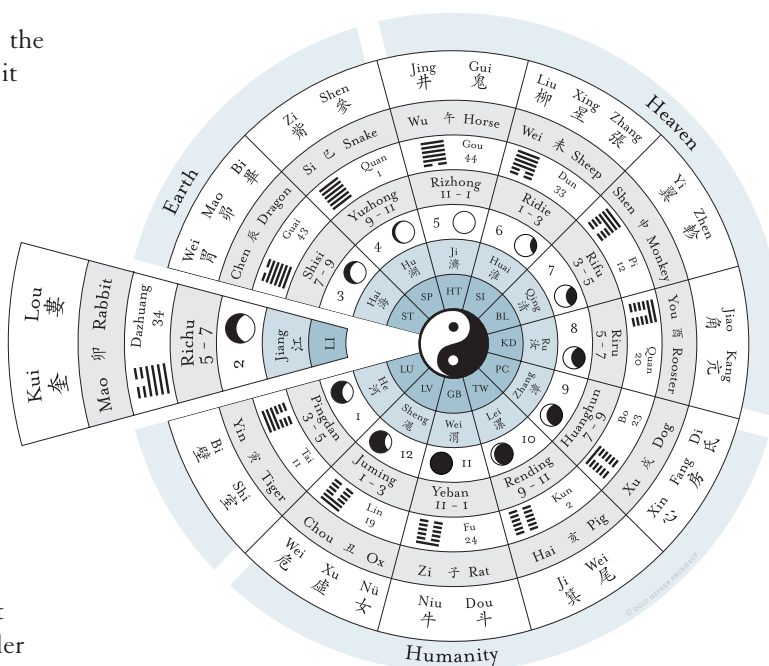 the
it
Heaven
Earth
Humanity
Jing Gui
井 鬼
Wu 午 Horse
Gou
44
Rizhong
11 - 1
5
Ji
濟
HT
Liu Xing Zhang
柳 星 張
Wei 未 Sheep
Dun
33
Ridie
1 - 3
6
Huai
淮
SI
Yi Zhen
翼 軫
Shen 申 Monkey
Pi
12
Rifu
3 - 5
7
Qing
清
BL
Jiao Kang
角 亢
You 酉 Rooster
Quan
20
Riru
5 - 7
8
Ru
汝
KD
Di Fang Xin
氐 房 心
Xu 戌 Dog
Bo
23
Huanghun
7 - 9
9
Zhang
漳
PC
Wei Ji
尾 箕
Hai 亥 Pig
Kun
2
Rending
9 - 11
10
Lei
漯
TW
Niu Dou
牛 斗
Zi 子 Rat
Fu
24
Yeban
11 - 1
11
Wei
渭
GB
Wei Xu Nü
危 虛 女
Chou 丑 Ox
Lin
19
Juming
1 - 3
12
Sheng
LV
Bi Shi
壁 室
Yin 寅 Tiger
Tai
11
Pingdan
3 - 5
1
He
河
LU
Kui Lou
奎 婁
Mao 卯 Rabbit
Dazhuang
34
Richu
5 - 7
2
Jiang
江
LI
Wei Mao Bi
胃 昴 畢
Chen 辰 Dragon
Guai
43
Shisi
7 - 9
3
Hai
海
ST
Zi Shen
觜 參
Si 巳 Snake
Quan
1
Yuzhong
9 - 11
4
Hu
湖
SP
© 2002 HEINER FRUEHAUF